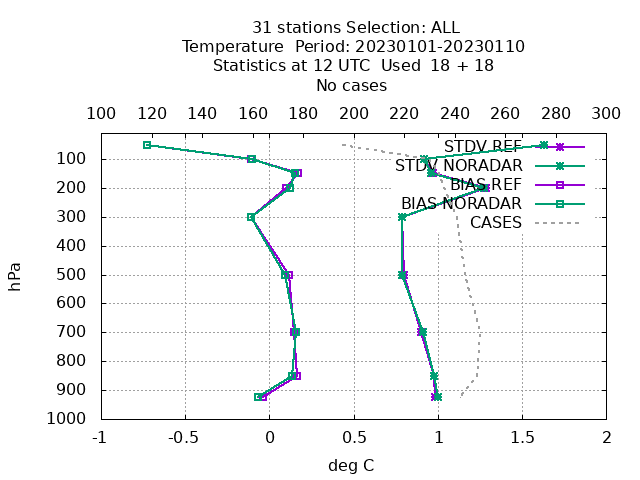 31 stations Selection: ALL
Temperature  Period: 20230101-20230110
Statistics at 12 UTC  Used  18 + 18
No cases
100 120 140 160 180 200 220 240 260 280 300
STDV REF
STDV NORADAR
BIAS REF
BIAS NORADAR
CASES
100
200
300
400
500
600
700
800
900
1000
hPa
-1 -0.5 0 0.5 1 1.5 2
deg C